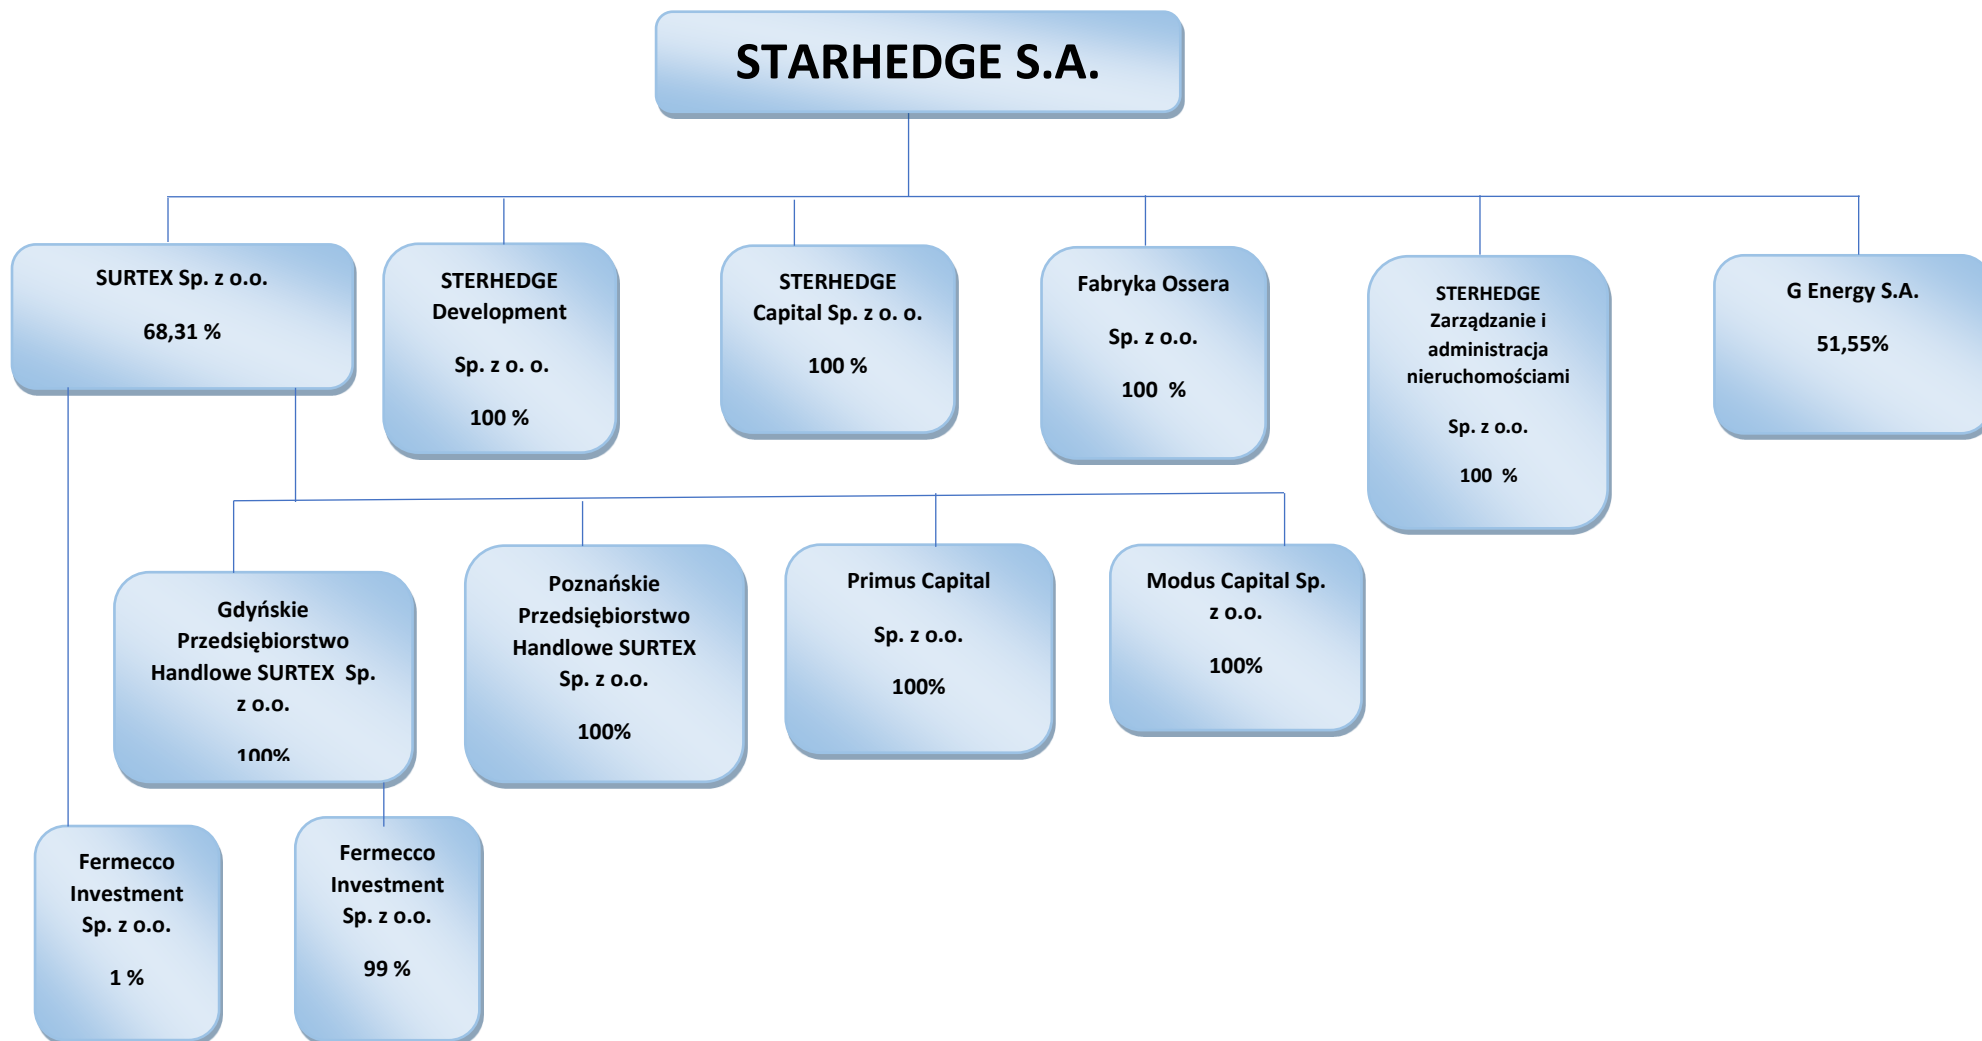 STARHEDGE S.A.
SURTEX Sp. z o.o.
68,31 %
STERHEDGE
Development
Sp. z o. o.
100 %
STERHEDGE
Capital Sp. z o. o.
100 %
Fabryka Ossera
Sp. z o.o.
100 %
STERHEDGE
Zarządzanie i
administracja
nieruchomościami
Sp. z o.o.
100 %
G Energy S.A.
51,55%
Gdyńskie
Przedsiębiorstwo
Handlowe SURTEX Sp.
z o.o.
100%
Poznańskie
Przedsiębiorstwo
Handlowe SURTEX
Sp. z o.o.
100%
Primus Capital
Sp. z o.o.
100%
Modus Capital Sp.
z o.o.
100%
Fermecco
Investment
Sp. z o.o.
1 %
Fermecco
Investment
Sp. z o.o.
99 %